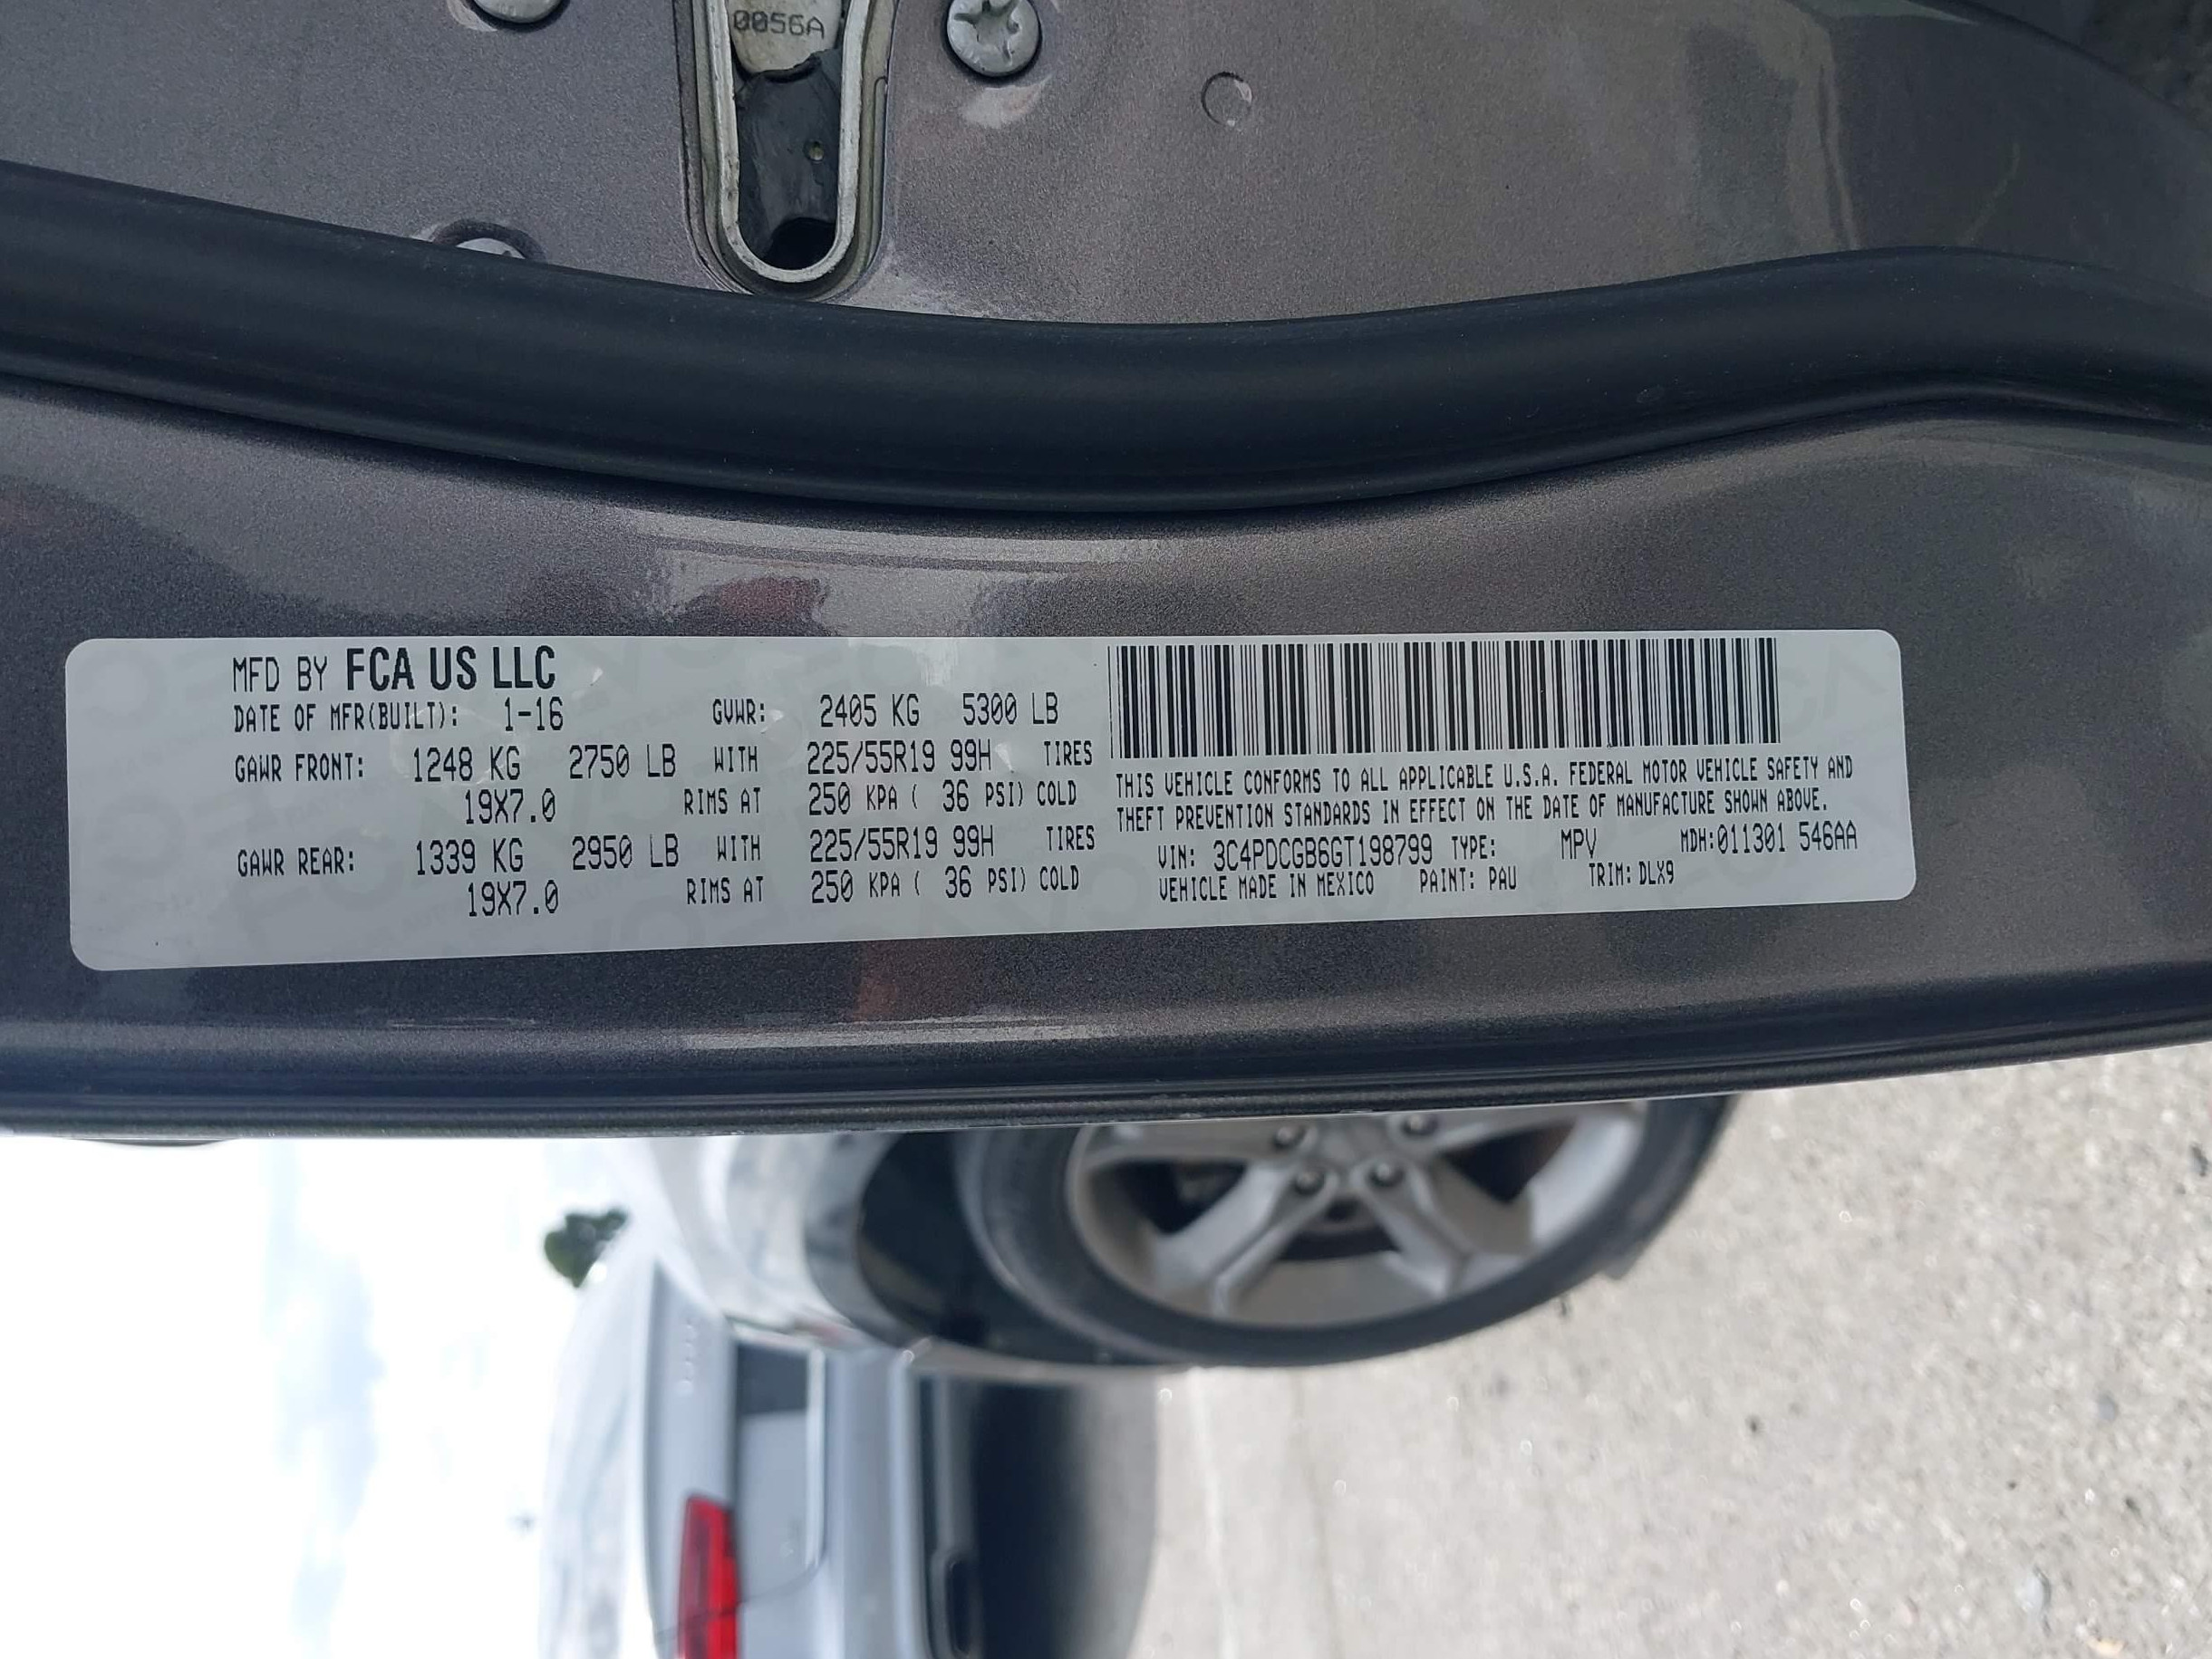 0056A
MFD BY FCA US LLC
DATE OF MFR(BUILT): 1-16 GVWR: 2405 KG 5300 LB
GAWR FRONT: 1248 KG 2750 LB WITH 225/55R19 99H TIRES
19X7.0 RIMS AT 250 KPA ( 36 PSI) COLD
GAWR REAR: 1339 KG 2950 LB WITH 225/55R19 99H TIRES
19X7.0 RIMS AT 250 KPA ( 36 PSI) COLD
THIS VEHICLE CONFORMS TO ALL APPLICABLE U.S.A. FEDERAL MOTOR VEHICLE SAFETY AND
THEFT PREVENTION STANDARDS IN EFFECT ON THE DATE OF MANUFACTURE SHOWN ABOVE.
VIN: 3C4PDCGB6GT198799 TYPE: MPV MDH:011301 546AA
VEHICLE MADE IN MEXICO PAINT: PAU TRIM: DLX9